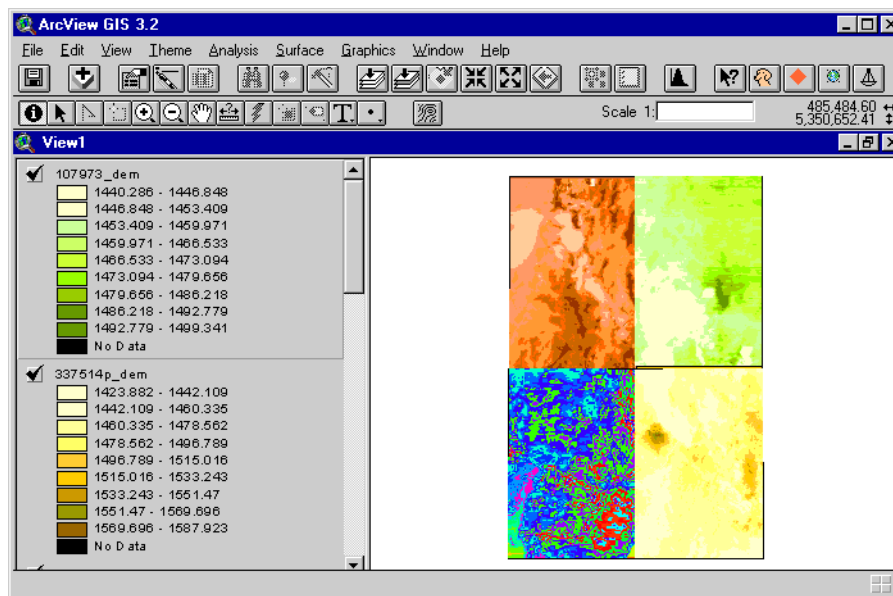 ArcView GIS 3.2
File Edit View Theme Analysis Surface Graphics Window Help
Scale 1:
485,484.60
5,350,652.41
View1
107973_dem
1440.286 - 1446.848
1446.848 - 1453.409
1453.409 - 1459.971
1459.971 - 1466.533
1466.533 - 1473.094
1473.094 - 1479.656
1479.656 - 1486.218
1486.218 - 1492.779
1492.779 - 1499.341
No Data
337514p_dem
1423.882 - 1442.109
1442.109 - 1460.335
1460.335 - 1478.562
1478.562 - 1496.789
1496.789 - 1515.016
1515.016 - 1533.243
1533.243 - 1551.47
1551.47 - 1569.696
1569.696 - 1587.923
No Data